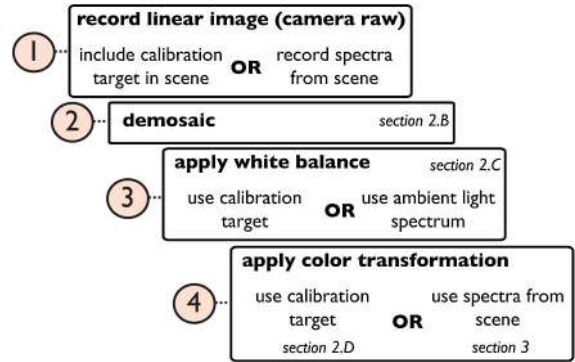 record linear image (camera raw)
1
include calibration
target in scene
OR
record spectra
from scene
2
demosaic
section 2.B
apply white balance
section 2.C
3
use calibration
target
OR
use ambient light
spectrum
apply color transformation
4
use calibration
target
section 2.D
OR
use spectra from
scene
section 3